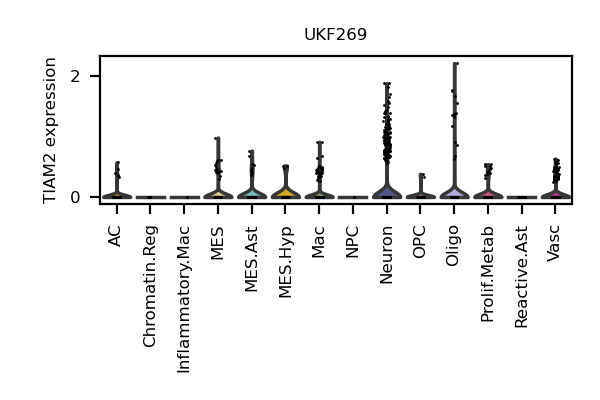 UKF269
TIAM2 expression
2
0
AC
Chromatin.Reg
Inflammatory.Mac
MES
MES.Ast
MES.Hyp
Mac
NPC
Neuron
OPC
Oligo
Prolif.Metab
Reactive.Ast
Vasc